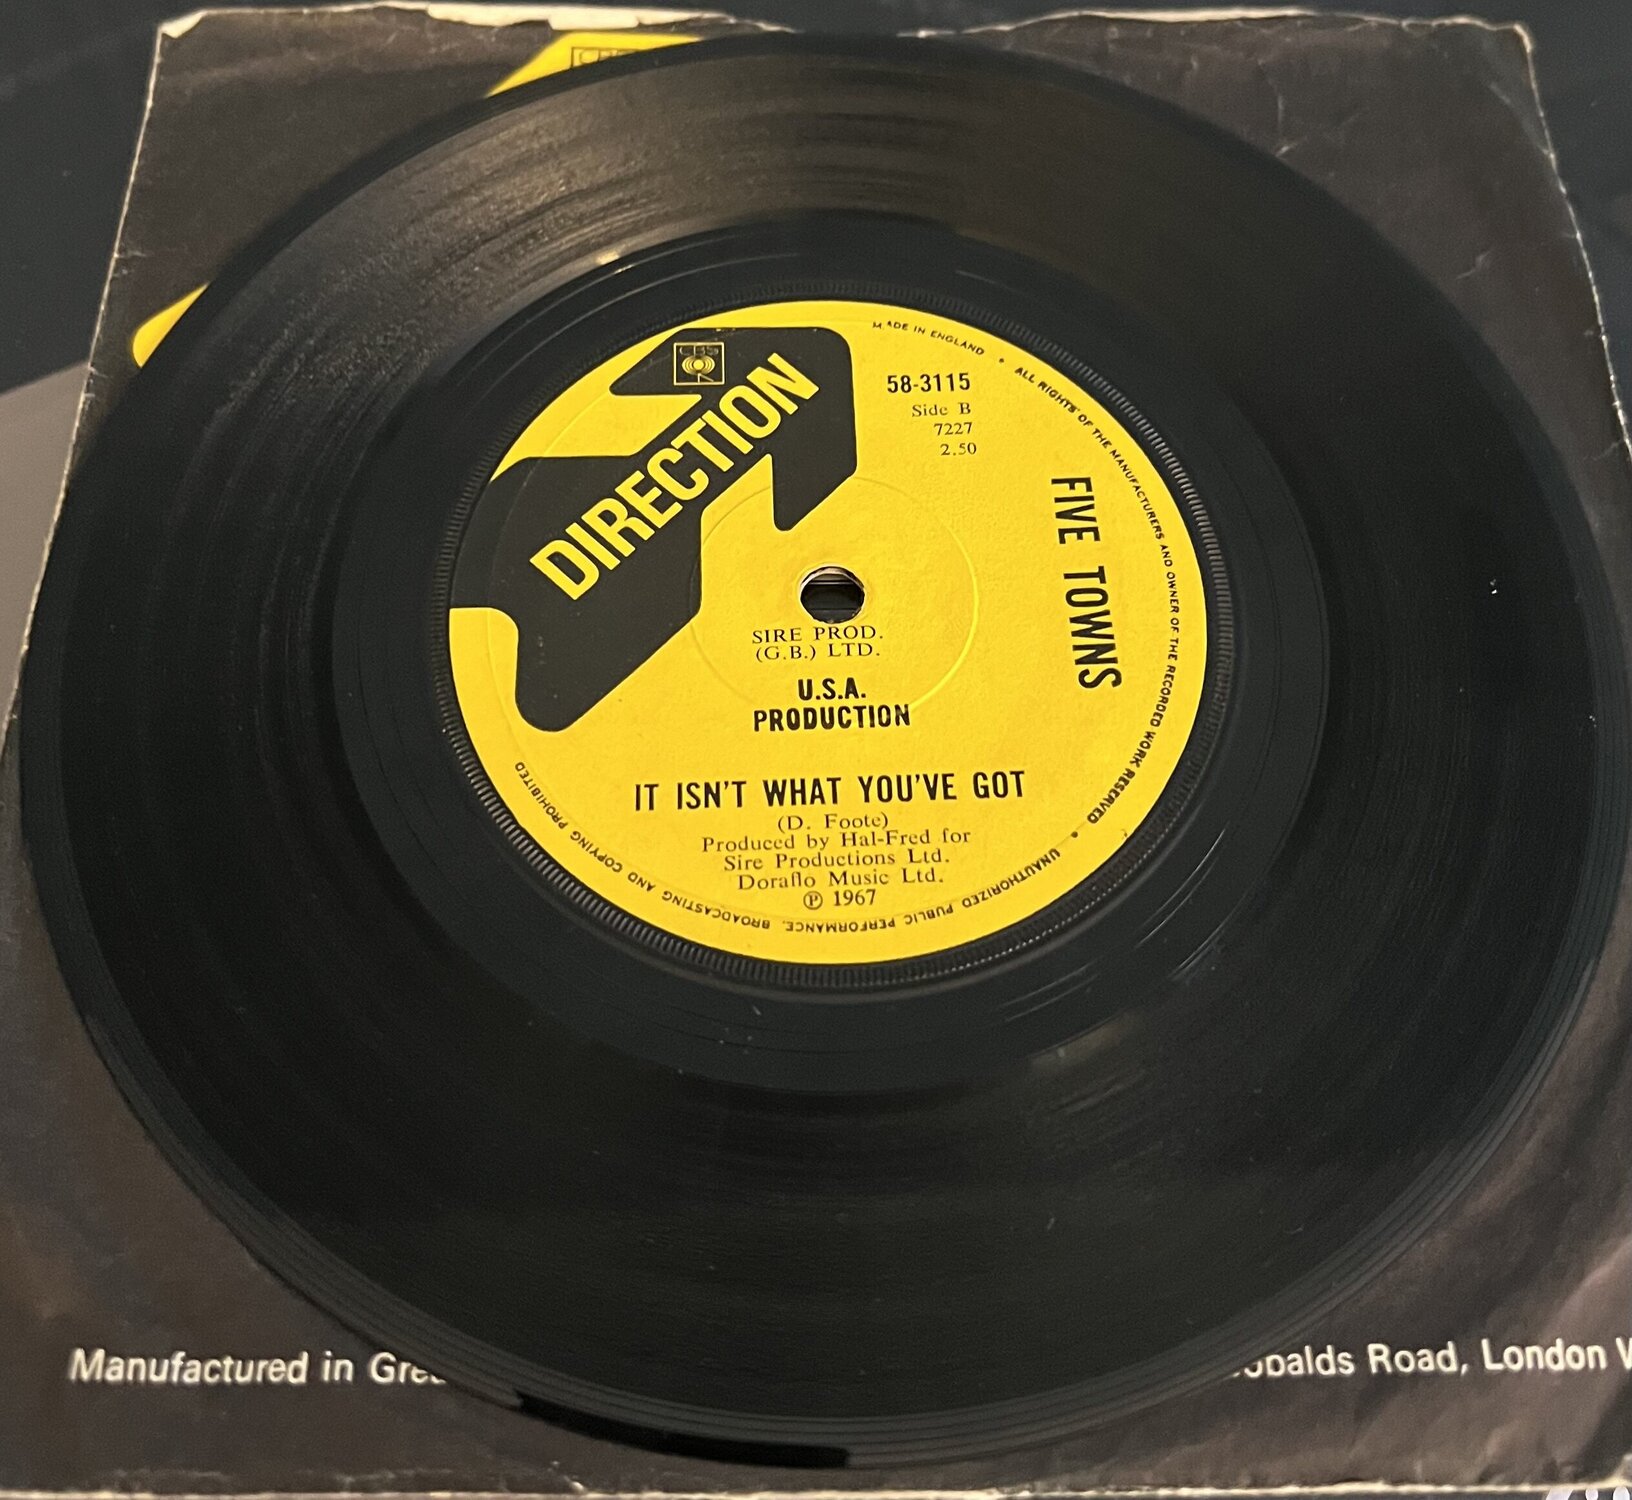 CBS
DIRECTION
MADE IN ENGLAND • ALL RIGHTS OF THE MANUFACTURERS AND OWNER OF THE RECORDED WORK RESERVED • UNAUTHORIZED PUBLIC PERFORMANCE, BROADCASTING AND COPYING PROHIBITED
58-3115
Side B
7227
2.50
FIVE TOWNS
SIRE PROD.
(G.B.) LTD.
U.S.A.
PRODUCTION
IT ISN'T WHAT YOU'VE GOT
(D. Foote)
Produced by Hal-Fred for
Sire Productions Ltd.
Doraflo Music Ltd.
℗ 1967
Manufactured in Road, London